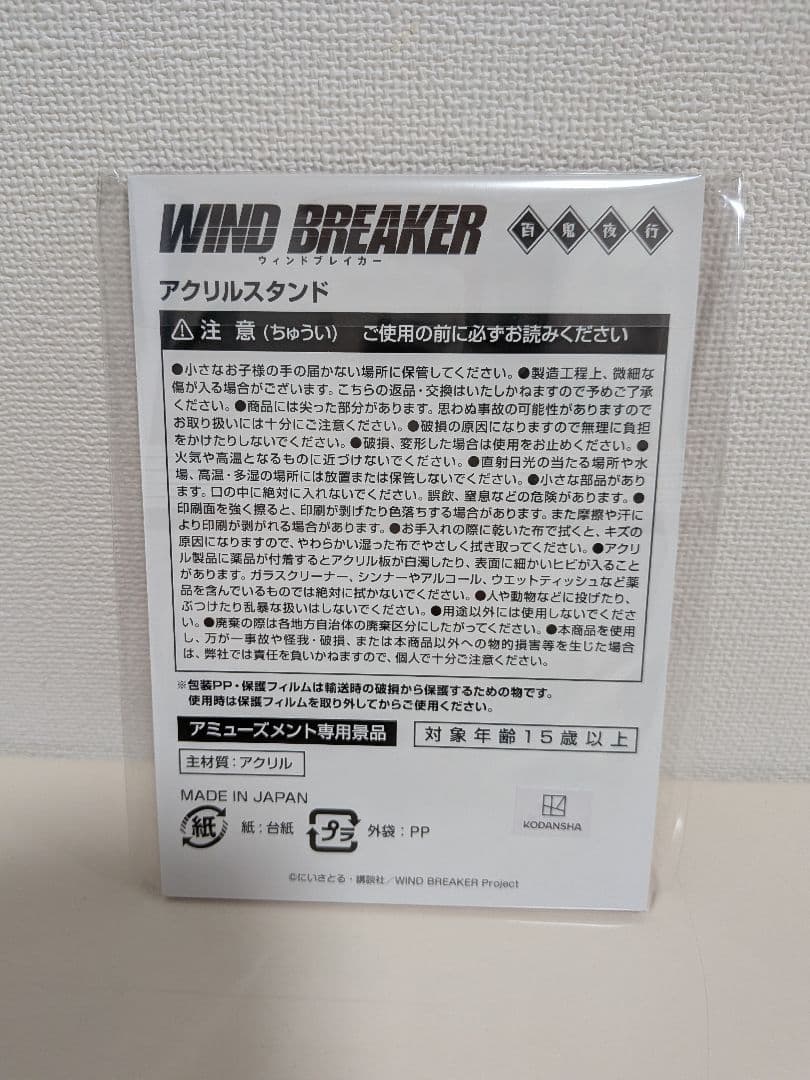 WIND BREAKER 百鬼夜行
ウィンドブレイカー
アクリルスタンド
⚠注 意（ちゅうい） ご使用の前に必ずお読みください
●小さなお子様の手の届かない場所に保管してください。●製造工程上、微細な
傷が入る場合がございます。こちらの返品・交換はいたしかねますので予めご了承
ください。●商品には尖った部分があります。思わぬ事故の可能性がありますので
お取り扱いには十分にご注意ください。●破損の原因になりますので無理に負担
をかけたりしないでください。●破損、変形した場合は使用をお止めください。●
火気や高温となるものに近づけないでください。●直射日光の当たる場所や水
場、高温・多湿の場所には放置または保管しないでください。●小さな部品があり
ます。口の中に絶対に入れないでください。誤飲、窒息などの危険があります。●
印刷面を強く擦ると、印刷が剥げたり色落ちする場合があります。また摩擦や汗に
より印刷が剥がれる場合があります。●お手入れの際に乾いた布で拭くと、キズの
原因になりますので、やわらかい湿った布でやさしく拭き取ってください。●アクリ
ル製品に薬品が付着するとアクリル板が白濁したり、表面に細かいヒビが入ること
があります。ガラスクリーナー、シンナーやアルコール、ウエットティッシュなど薬
品を含んでいるものでは絶対に拭かないでください。●人や動物などに投げたり、
ぶつけたり乱暴な扱いはしないでください。●用途以外には使用しないでくださ
い。●廃棄の際は各地方自治体の廃棄区分にしたがってください。●本商品を使用
し、万が一事故や怪我・破損、または本商品以外への物的損害等を生じた場合
は、弊社では責任を負いかねますので、個人で十分ご注意ください。
※包装PP・保護フィルムは輸送時の破損から保護するための物です。
使用時は保護フィルムを取り外してからご使用ください。
アミューズメント専用景品 対象年齢15歳以上
主材質：アクリル
MADE IN JAPAN
紙 紙：台紙 プラ 外袋：PP
KODANSHA
©にいさとる・講談社／WIND BREAKER Project